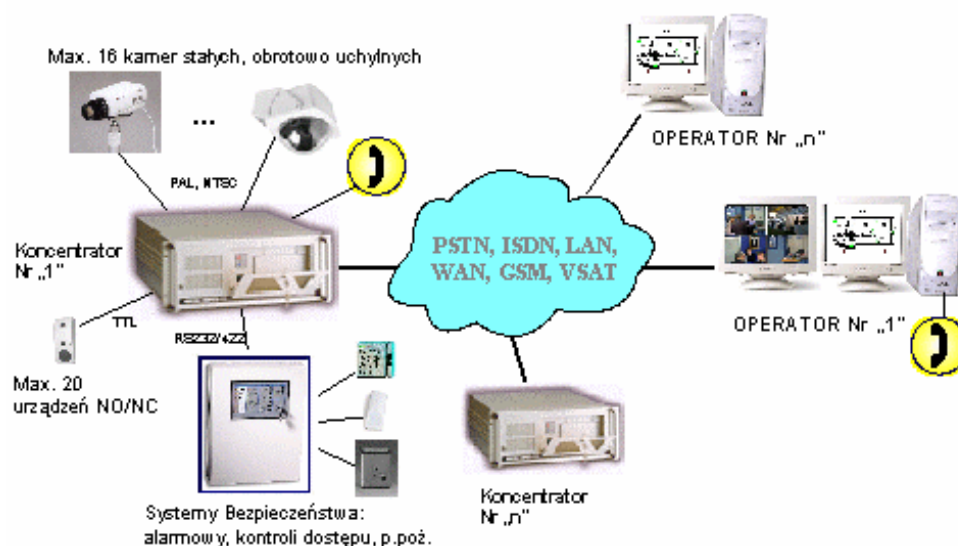 Max. 16 kamer stałych, obrotowo uchylnych
...
PAL, NTSC
Koncentrator
Nr „1"
TTL
RS232/422
Max. 20
urządzeń NO/NC
Systemy Bezpieczeństwa:
alarmowy, kontroli dostępu, p.poż.
PSTN, ISDN, LAN,
WAN, GSM, VSAT
OPERATOR Nr „n"
OPERATOR Nr „1"
Koncentrator
Nr „n"